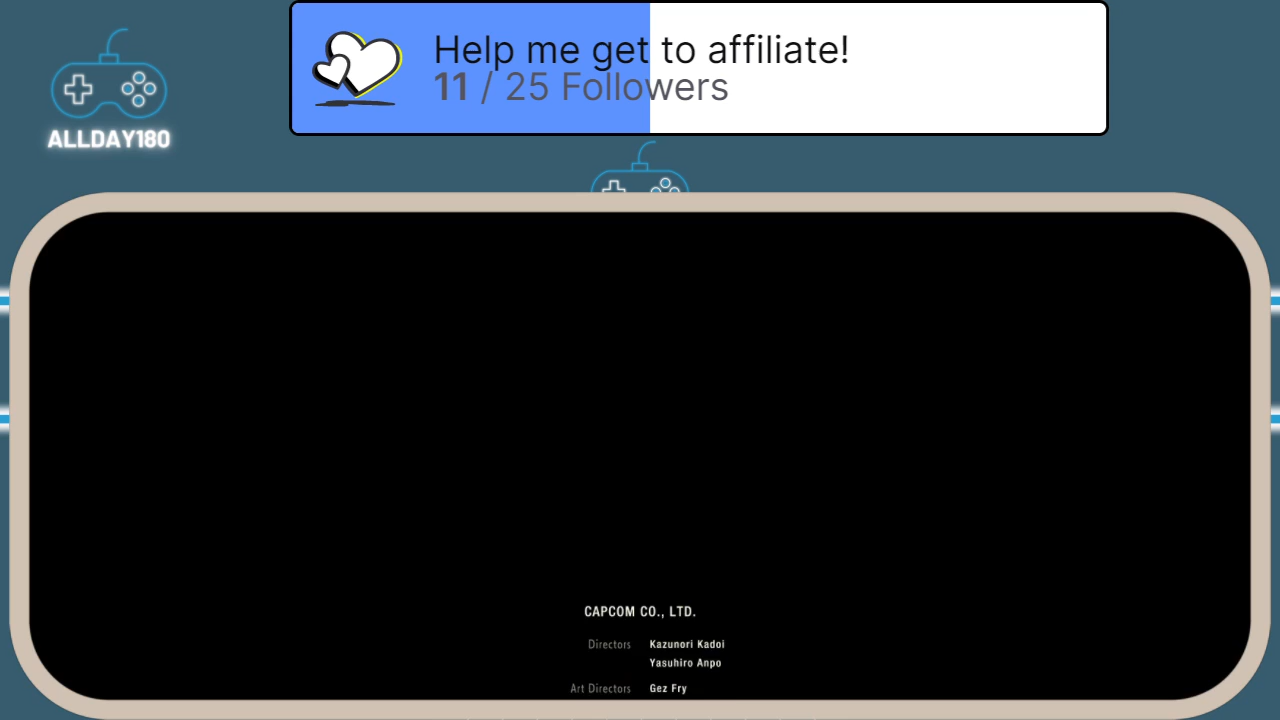 ALLDAY180
Help me get to affiliate!
11 / 25 Followers
CAPCOM CO., LTD.
Directors Kazunori Kadoi
Yasuhiro Anpo
Art Directors Gez Fry